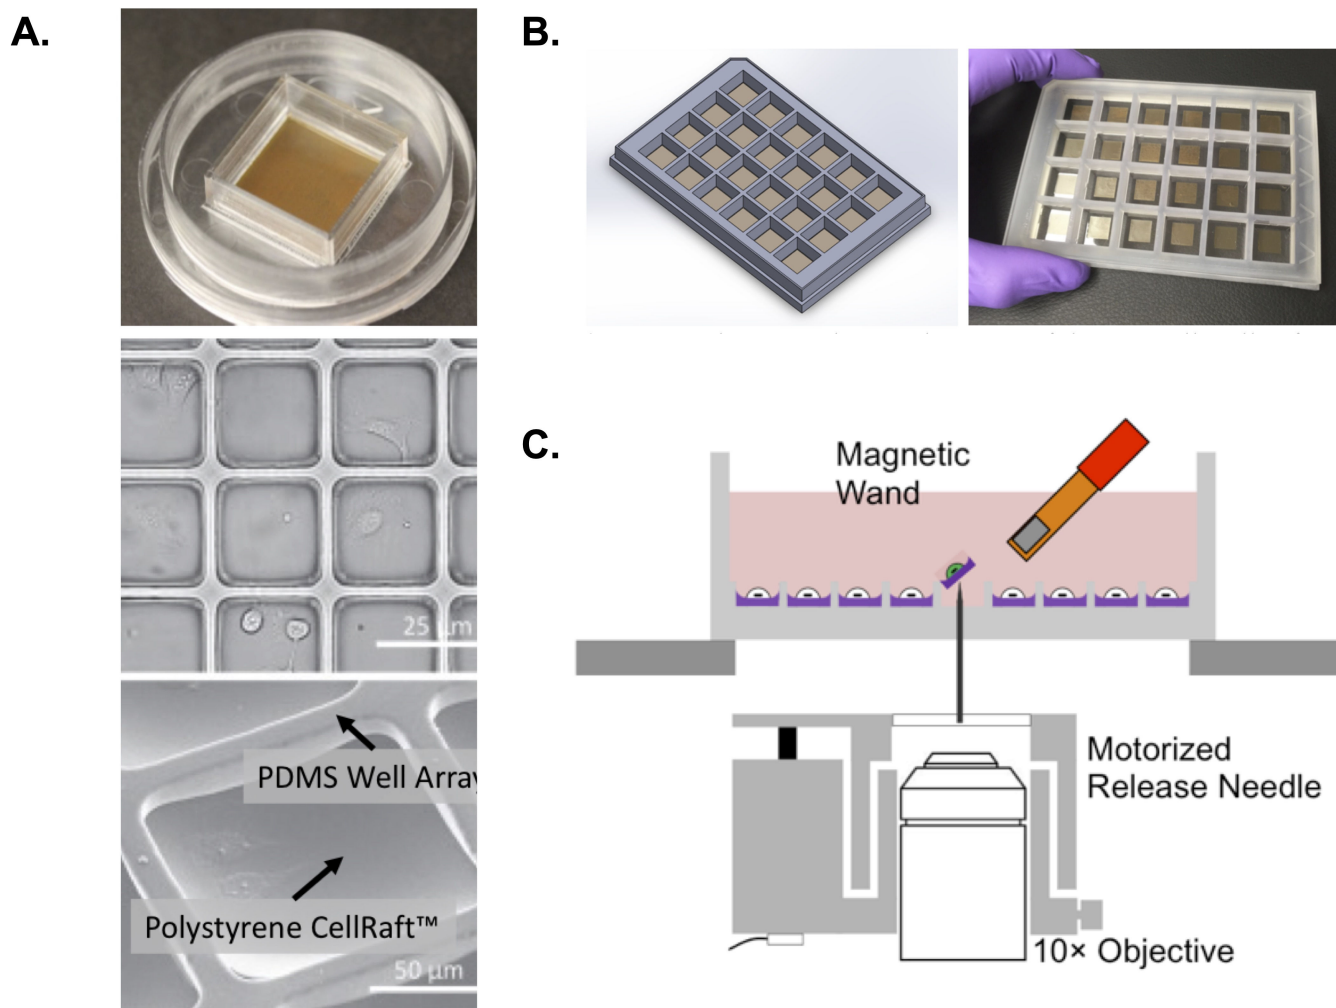 A.
B.
25 μm
PDMS Well Array
Polystyrene CellRaft™
50 μm
C.
Magnetic
Wand
Motorized
Release Needle
10× Objective